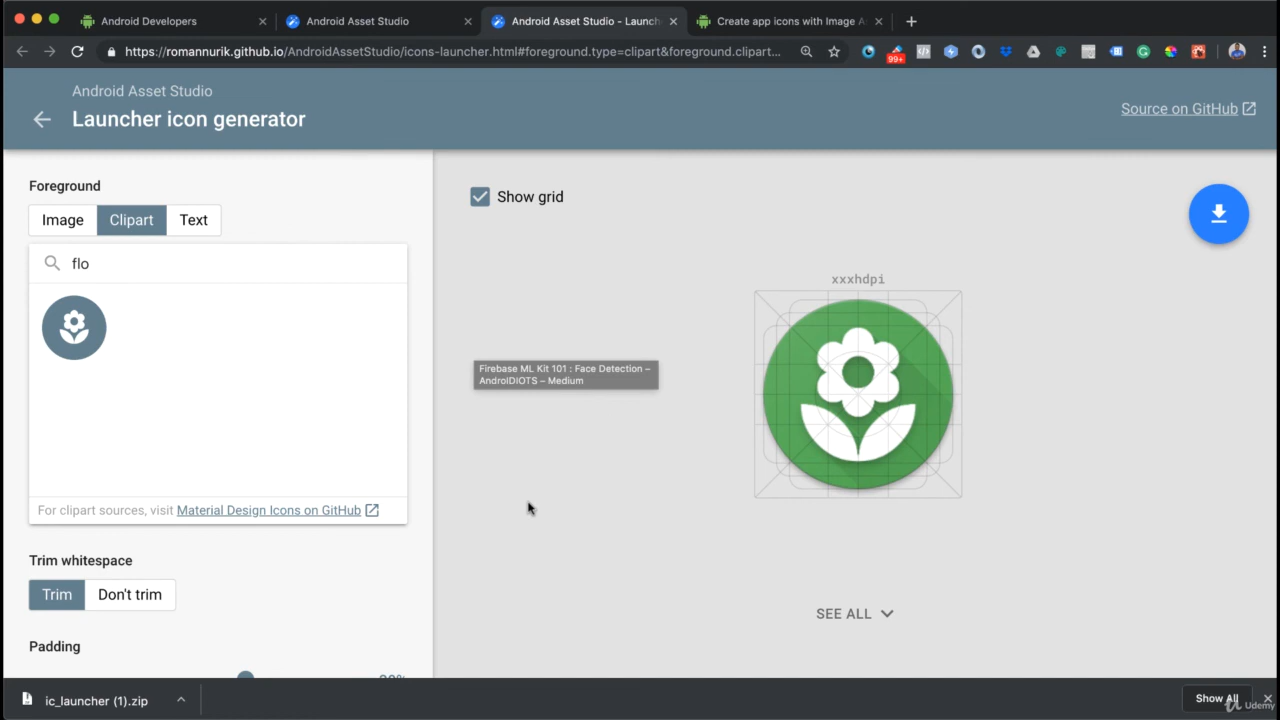 Android Developers
Android Asset Studio
Android Asset Studio - Launch
Create app icons with Image A
https://romannurik.github.io/AndroidAssetStudio/icons-launcher.html#foreground.type=clipart&foreground.clipart...
99+
Android Asset Studio
Launcher icon generator
Source on GitHub
Foreground
Image
Clipart
Text
flo
For clipart sources, visit Material Design Icons on GitHub
Trim whitespace
Trim
Don't trim
Padding
Show grid
xxxhdpi
Firebase ML Kit 101 : Face Detection –
AndroIDIOTS – Medium
SEE ALL
ic_launcher (1).zip
Show All
Udemy